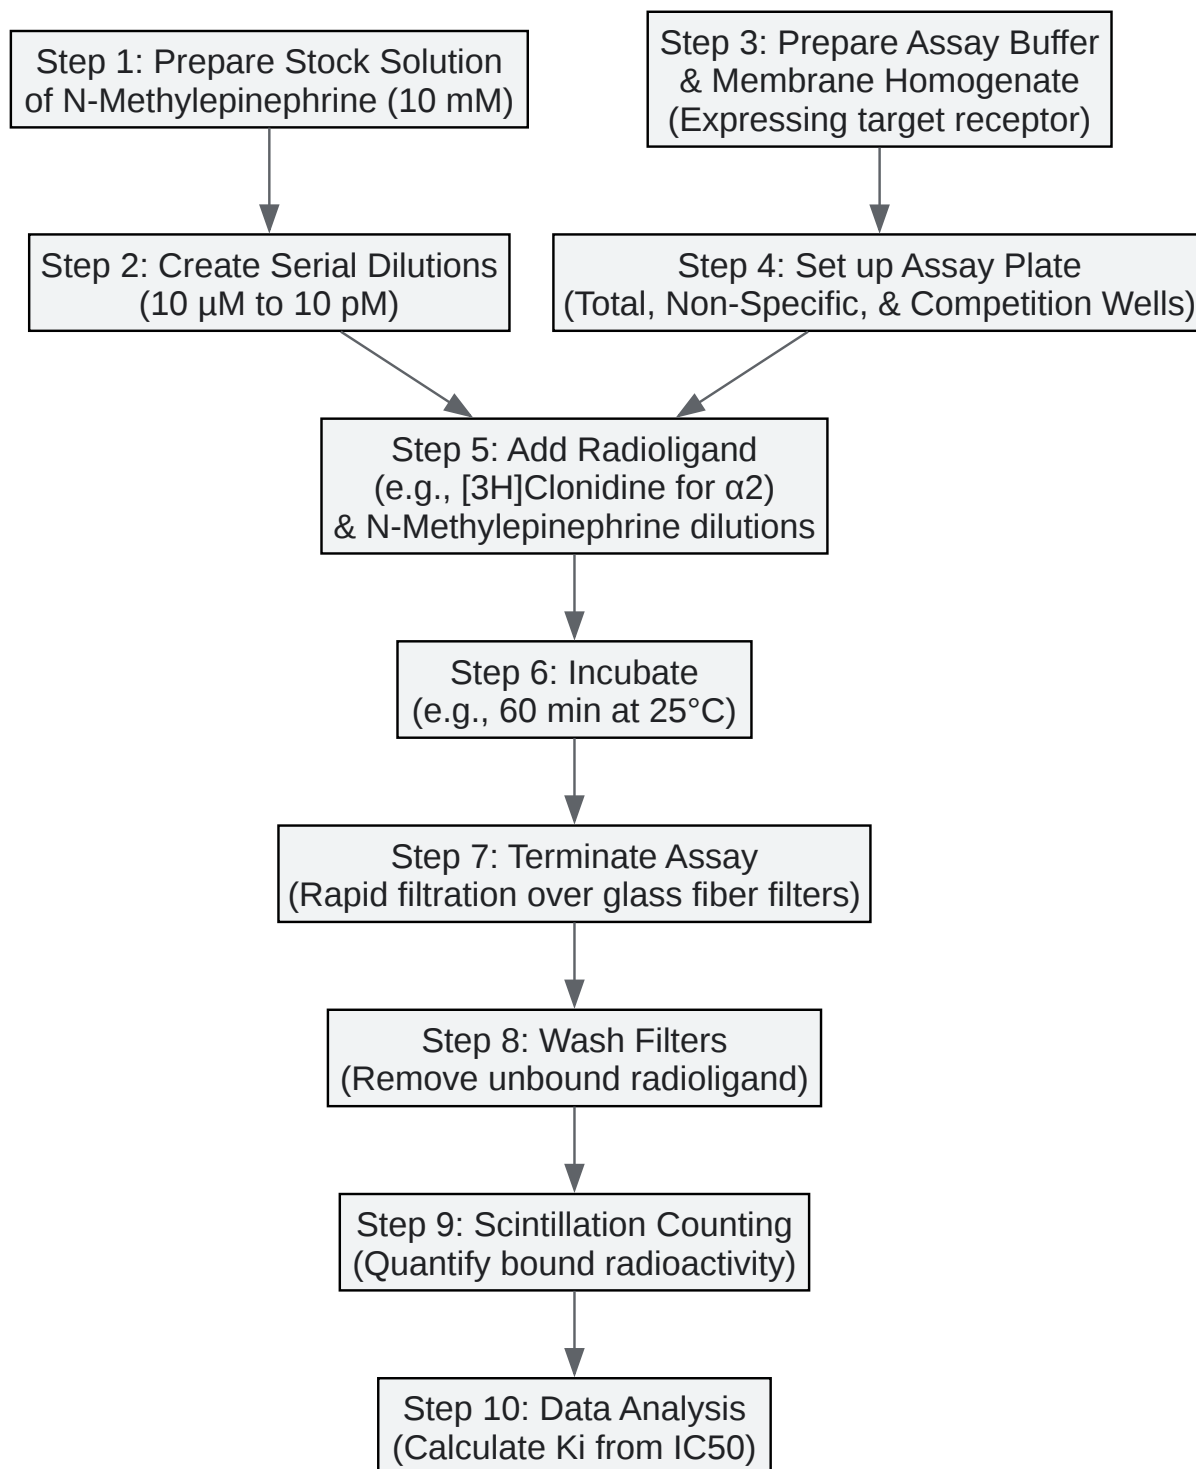 Step 1: Prepare Stock Solution
of N-Methylepinephrine (10 mM)
Step 3: Prepare Assay Buffer
& Membrane Homogenate
(Expressing target receptor)
Step 2: Create Serial Dilutions
(10 µM to 10 pM)
Step 4: Set up Assay Plate
(Total, Non-Specific, & Competition Wells)
Step 5: Add Radioligand
(e.g., [3H]Clonidine for α2)
& N-Methylepinephrine dilutions
Step 6: Incubate
(e.g., 60 min at 25°C)
Step 7: Terminate Assay
(Rapid filtration over glass fiber filters)
Step 8: Wash Filters
(Remove unbound radioligand)
Step 9: Scintillation Counting
(Quantify bound radioactivity)
Step 10: Data Analysis
(Calculate Ki from IC50)